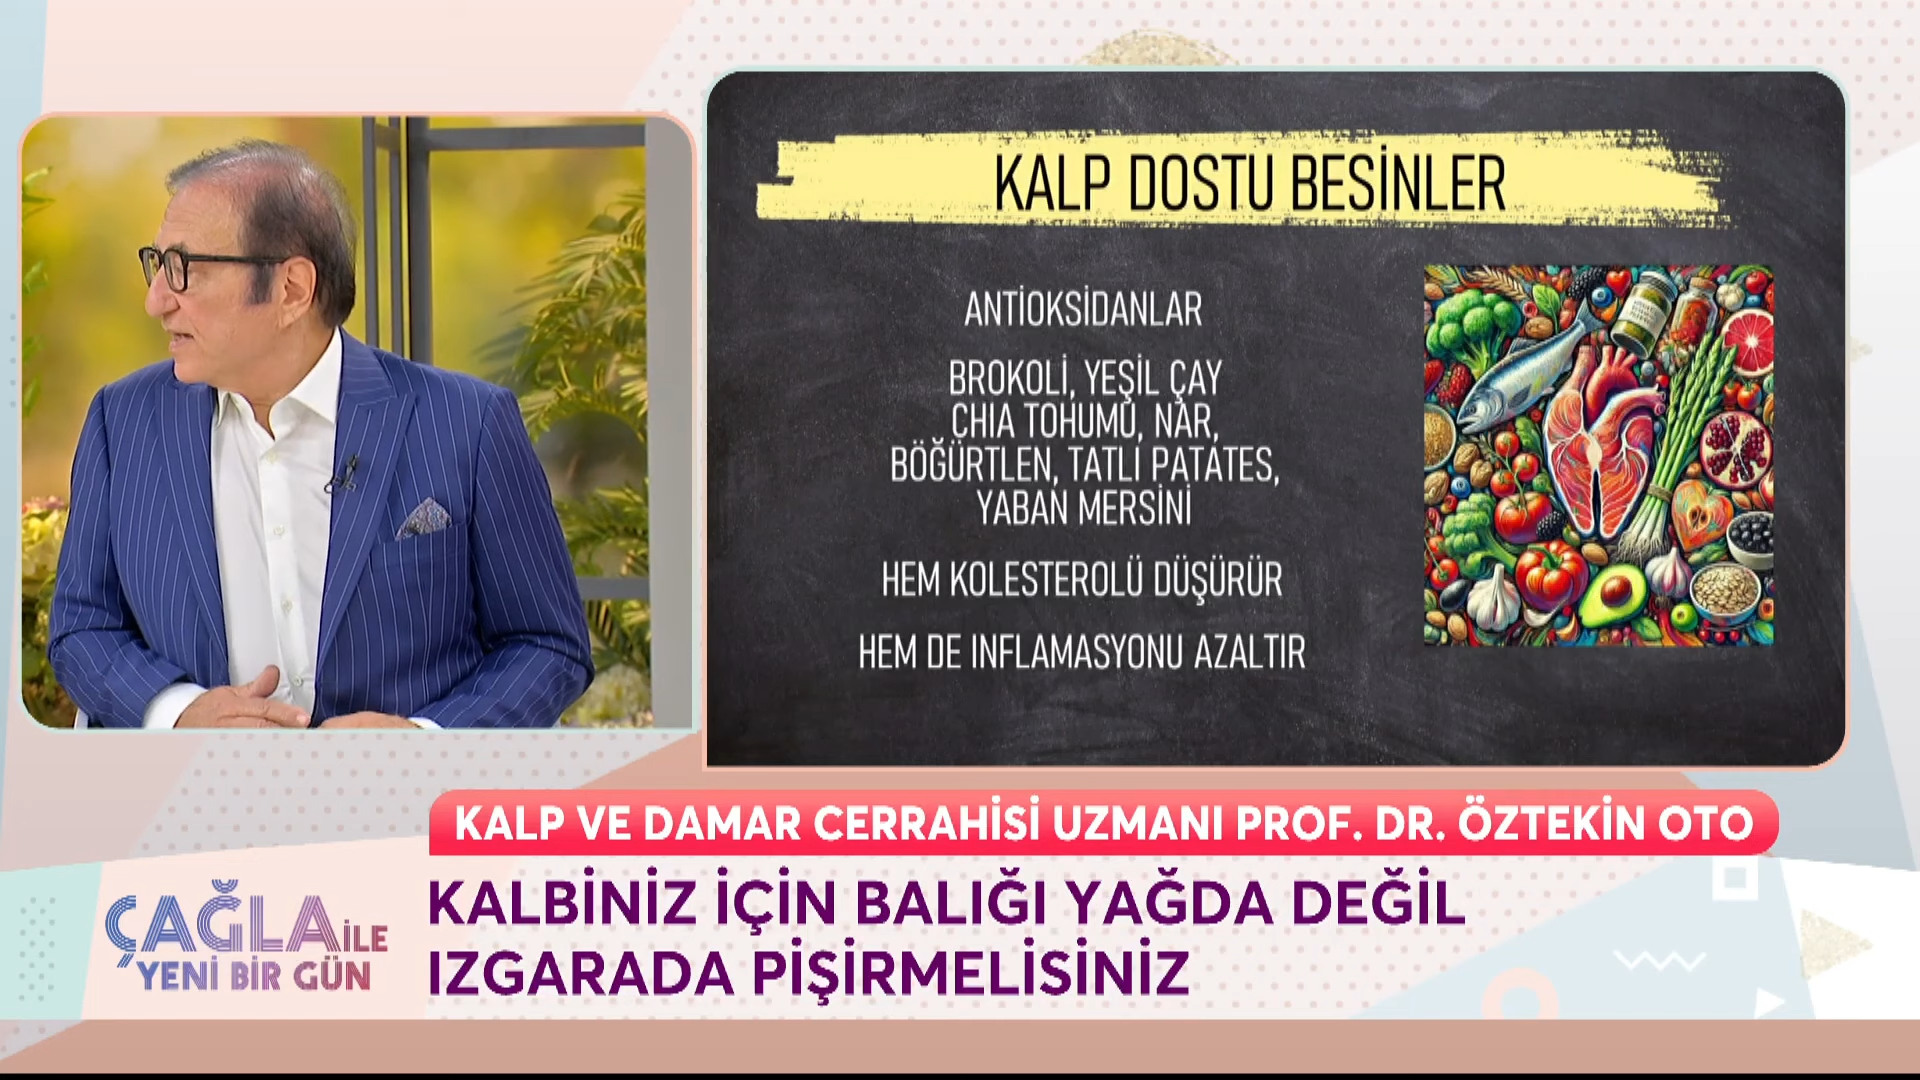 KALP DOSTU BESİNLER
ANTİOKSİDANLAR
BROKOLİ, YEŞİL ÇAY
CHIA TOHUMU, NAR,
BÖĞÜRTLEN, TATLI PATATES,
YABAN MERSİNİ
HEM KOLESTEROLÜ DÜŞÜRÜR
HEM DE INFLAMASYONU AZALTIR
KALP VE DAMAR CERRAHİSİ UZMANI PROF. DR. ÖZTEKİN OTO
KALBİNİZ İÇİN BALIĞI YAĞDA DEĞİL
IZGARADA PİŞİRMELİSİNİZ
ÇAĞLA İLE
YENİ BİR GÜN